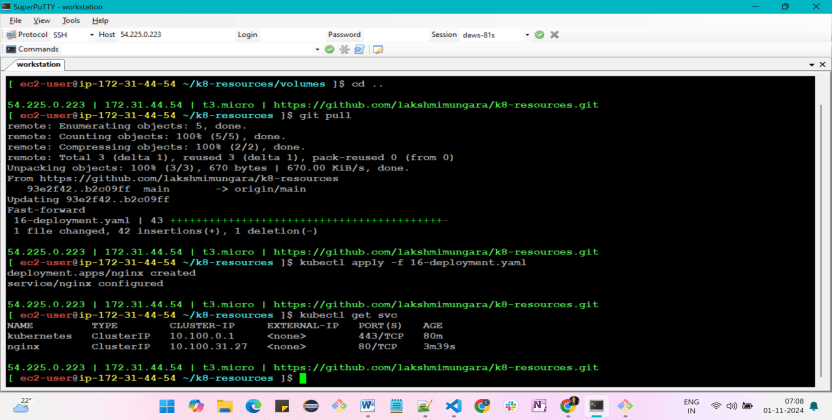 SuperPuTTY - workstation
File View Tools Help
Protocol SSH Host 54.225.0.223 Login Password Session daws-81s
Commands
workstation
[ ec2-user@ip-172-31-44-54 ~/k8-resources/volumes ]$ cd ..
54.225.0.223 | 172.31.44.54 | t3.micro | https://github.com/lakshmimungara/k8-resources.git
[ ec2-user@ip-172-31-44-54 ~/k8-resources ]$ git pull
remote: Enumerating objects: 5, done.
remote: Counting objects: 100% (5/5), done.
remote: Compressing objects: 100% (2/2), done.
remote: Total 3 (delta 1), reused 3 (delta 1), pack-reused 0 (from 0)
Unpacking objects: 100% (3/3), 670 bytes | 670.00 KiB/s, done.
From https://github.com/lakshmimungara/k8-resources
93e2f42..b2c09ff main -> origin/main
Updating 93e2f42..b2c09ff
Fast-forward
16-deployment.yaml | 43 ++++++++++++++++++++++++++++++++++++++++++-
1 file changed, 42 insertions(+), 1 deletion(-)
54.225.0.223 | 172.31.44.54 | t3.micro | https://github.com/lakshmimungara/k8-resources.git
[ ec2-user@ip-172-31-44-54 ~/k8-resources ]$ kubectl apply -f 16-deployment.yaml
deployment.apps/nginx created
service/nginx configured
54.225.0.223 | 172.31.44.54 | t3.micro | https://github.com/lakshmimungara/k8-resources.git
[ ec2-user@ip-172-31-44-54 ~/k8-resources ]$ kubectl get svc
NAME TYPE CLUSTER-IP EXTERNAL-IP PORT(S) AGE
kubernetes ClusterIP 10.100.0.1 <none> 443/TCP 80m
nginx ClusterIP 10.100.31.27 <none> 80/TCP 3m39s
54.225.0.223 | 172.31.44.54 | t3.micro | https://github.com/lakshmimungara/k8-resources.git
[ ec2-user@ip-172-31-44-54 ~/k8-resources ]$
22°
ENG
IN
07:08
01-11-2024